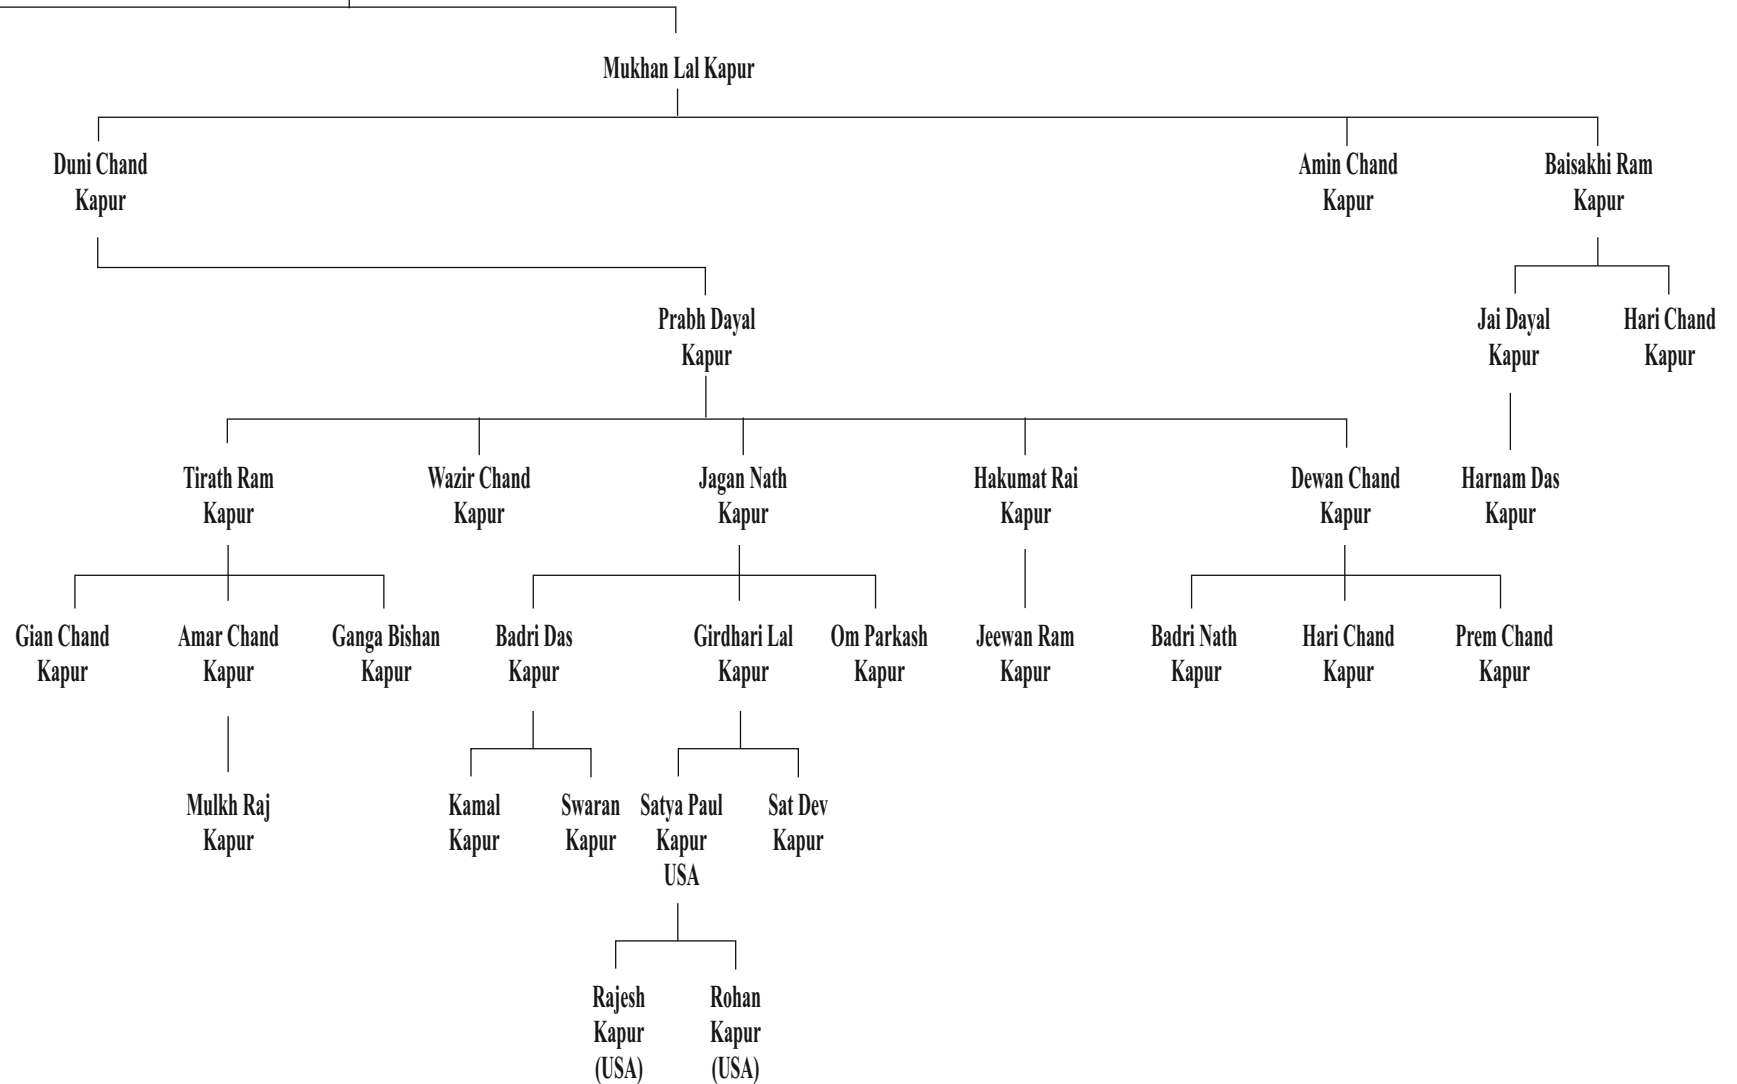 Mukhan Lal Kapur
Duni Chand
Kapur
Amin Chand
Kapur
Baisakhi Ram
Kapur
Prabh Dayal
Kapur
Jai Dayal
Kapur
Hari Chand
Kapur
Tirath Ram
Kapur
Wazir Chand
Kapur
Jagan Nath
Kapur
Hakumat Rai
Kapur
Dewan Chand
Kapur
Harnam Das
Kapur
Gian Chand
Kapur
Amar Chand
Kapur
Ganga Bishan
Kapur
Badri Das
Kapur
Girdhari Lal
Kapur
Om Parkash
Kapur
Jeewan Ram
Kapur
Badri Nath
Kapur
Hari Chand
Kapur
Prem Chand
Kapur
Mulkh Raj
Kapur
Kamal
Kapur
Swaran
Kapur
Satya Paul
Kapur
USA
Sat Dev
Kapur
Rajesh
Kapur
(USA)
Rohan
Kapur
(USA)